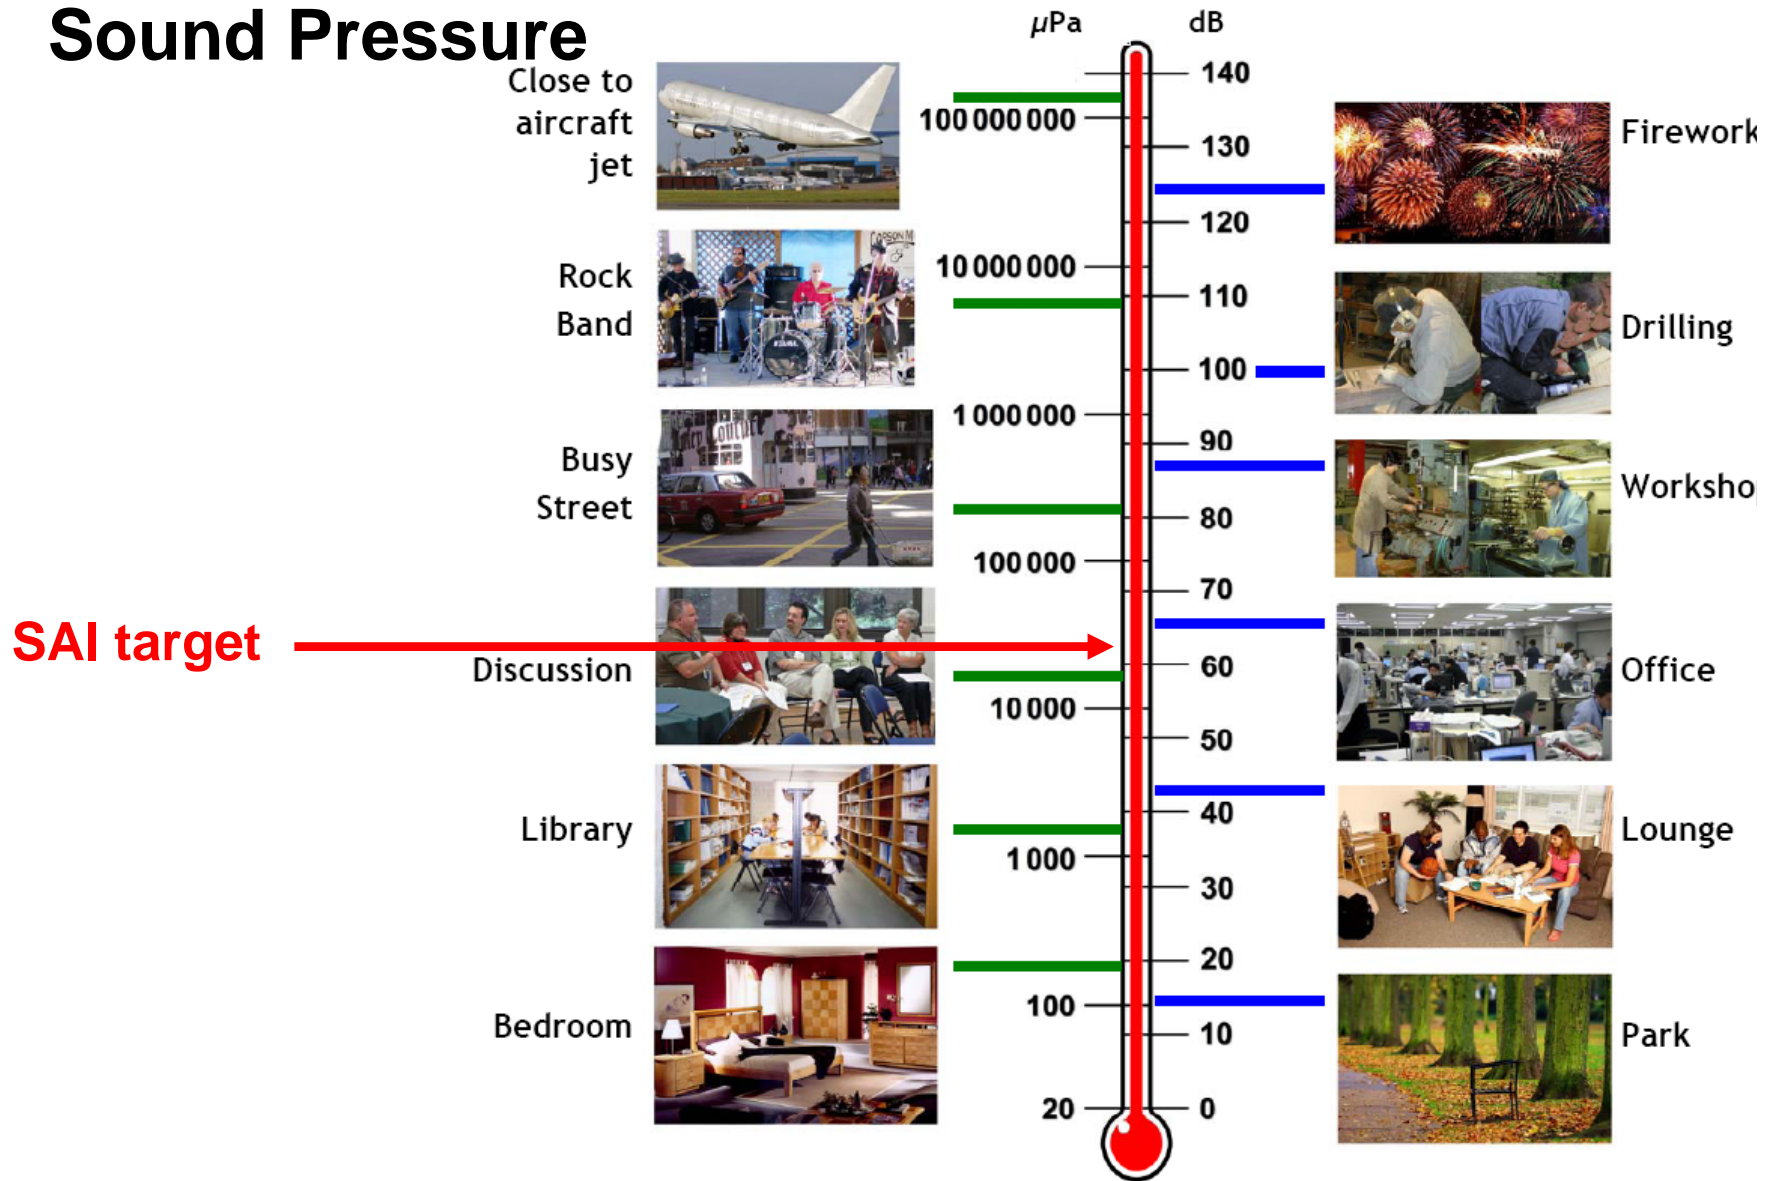 Sound Pressure
μPa
dB
Close to
aircraft
jet
Rock
Band
Busy
Street
SAI target
Discussion
Library
Bedroom
100 000 000
10 000 000
1 000 000
100 000
10 000
1 000
100
20
140
130
120
110
100
90
80
70
60
50
40
30
20
10
0
Firework
Drilling
Worksho
Office
Lounge
Park
TAMA